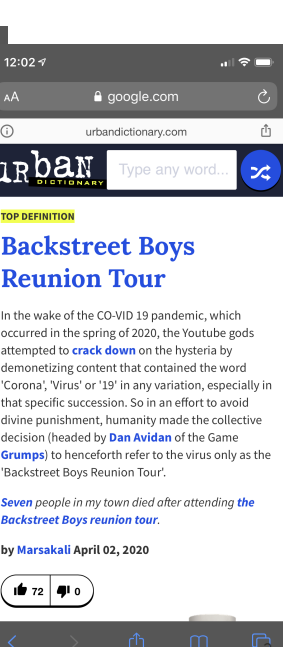 12:02
AA google.com
urbandictionary.com
URBAN DICTIONARY Type any word...
TOP DEFINITION
Backstreet Boys
Reunion Tour
In the wake of the CO-VID 19 pandemic, which
occurred in the spring of 2020, the Youtube gods
attempted to crack down on the hysteria by
demonetizing content that contained the word
'Corona', 'Virus' or '19' in any variation, especially in
that specific succession. So in an effort to avoid
divine punishment, humanity made the collective
decision (headed by Dan Avidan of the Game
Grumps) to henceforth refer to the virus only as the
'Backstreet Boys Reunion Tour'.
Seven people in my town died after attending the
Backstreet Boys reunion tour.
by Marsakali April 02, 2020
72 0